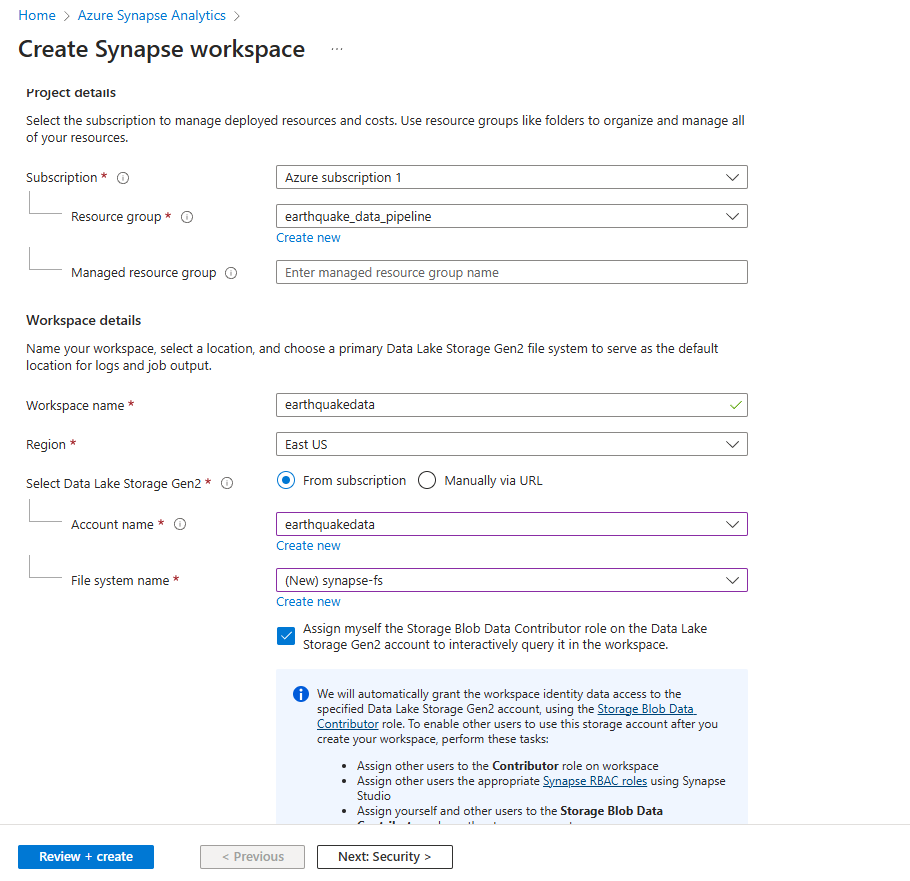 Home > Azure Synapse Analytics >
Create Synapse workspace ...
Project details
Select the subscription to manage deployed resources and costs. Use resource groups like folders to organize and manage all
of your resources.
Subscription *
Azure subscription 1
Resource group *
earthquake_data_pipeline
Create new
Managed resource group
Enter managed resource group name
Workspace details
Name your workspace, select a location, and choose a primary Data Lake Storage Gen2 file system to serve as the default
location for logs and job output.
Workspace name *
earthquakedata
Region *
East US
Select Data Lake Storage Gen2 *
From subscription
Manually via URL
Account name *
earthquakedata
Create new
File system name *
(New) synapse-fs
Create new
Assign myself the Storage Blob Data Contributor role on the Data Lake
Storage Gen2 account to interactively query it in the workspace.
We will automatically grant the workspace identity data access to the
specified Data Lake Storage Gen2 account, using the Storage Blob Data
Contributor role. To enable other users to use this storage account after you
create your workspace, perform these tasks:
• Assign other users to the Contributor role on workspace
• Assign other users the appropriate Synapse RBAC roles using Synapse
Studio
• Assign yourself and other users to the Storage Blob Data
Review + create
< Previous
Next: Security >